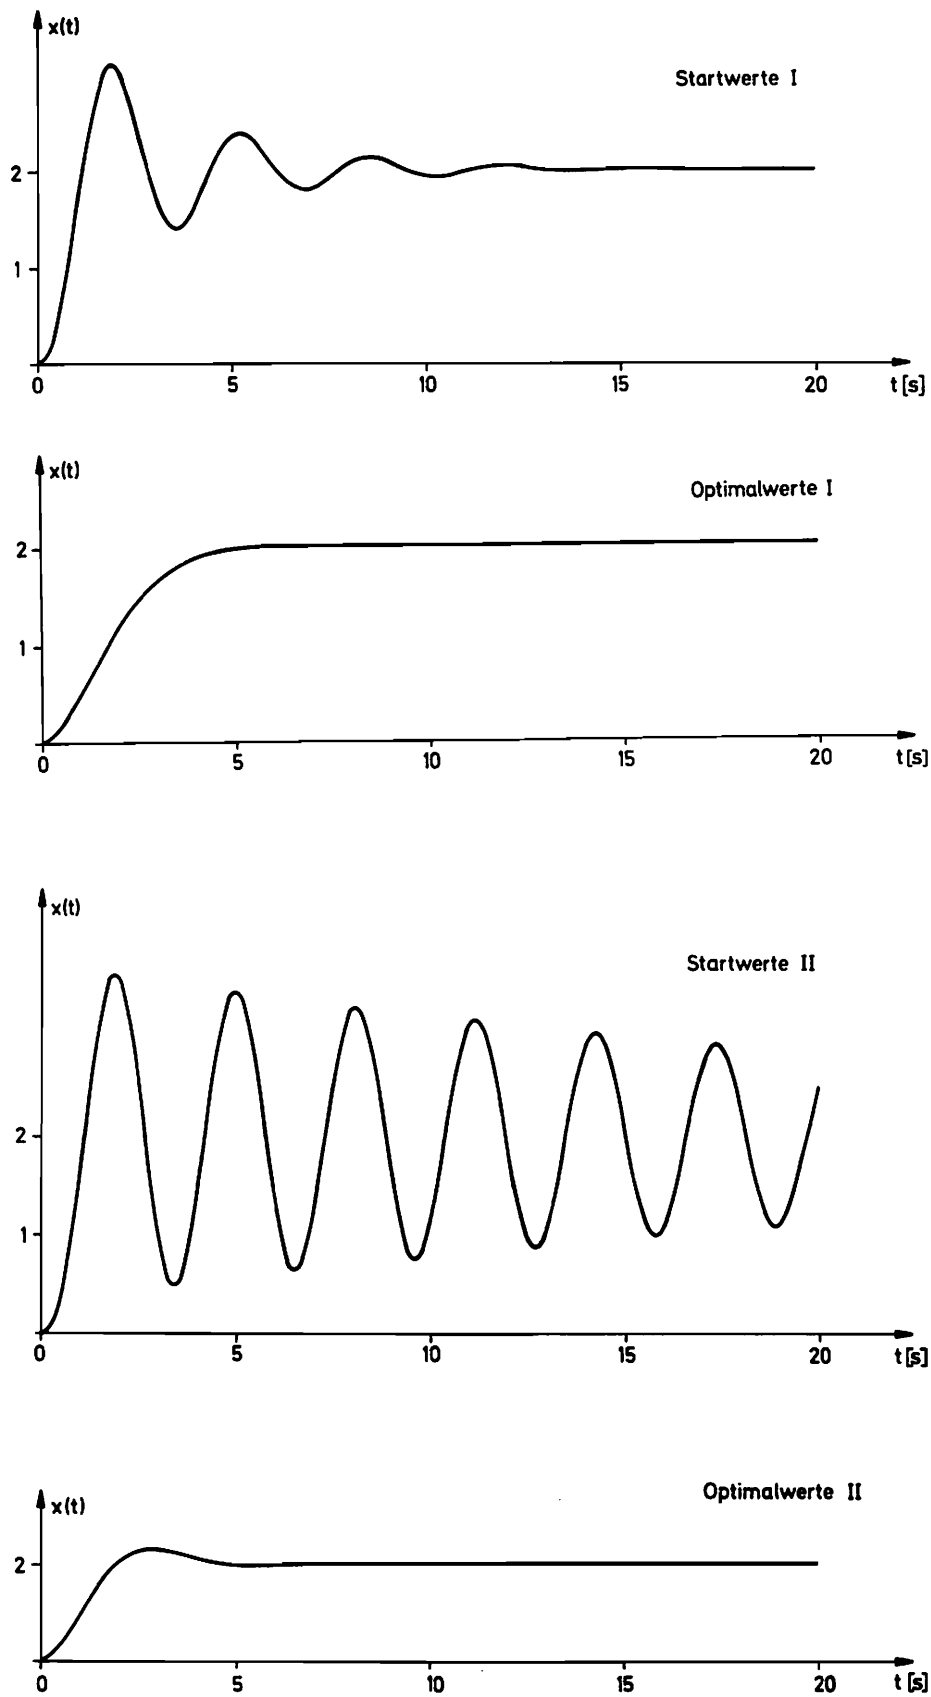 x(t)
Startwerte I
2
1
0 5 10 15 20 t [s]
x(t)
Optimalwerte I
2
1
0 5 10 15 20 t [s]
x(t)
Startwerte II
2
1
0 5 10 15 20 t [s]
Optimalwerte II
x(t)
2
0 5 10 15 20 t [s]